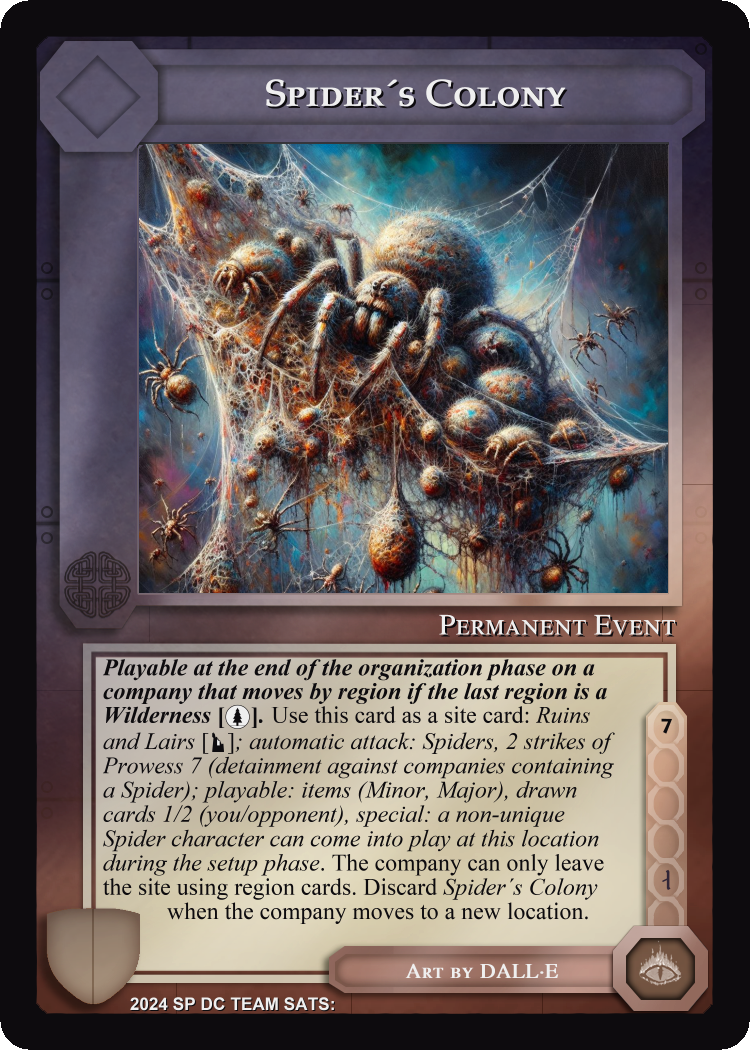 Spider´s Colony
Permanent Event
Playable at the end of the organization phase on a
company that moves by region if the last region is a
Wilderness [ ]. Use this card as a site card: Ruins
and Lairs [ ]; automatic attack: Spiders, 2 strikes of
Prowess 7 (detainment against companies containing
a Spider); playable: items (Minor, Major), drawn
cards 1/2 (you/opponent), special: a non-unique
Spider character can come into play at this location
during the setup phase. The company can only leave
the site using region cards. Discard Spider´s Colony
when the company moves to a new location.
7
Art by DALL·E
2024 SP DC TEAM SATS: